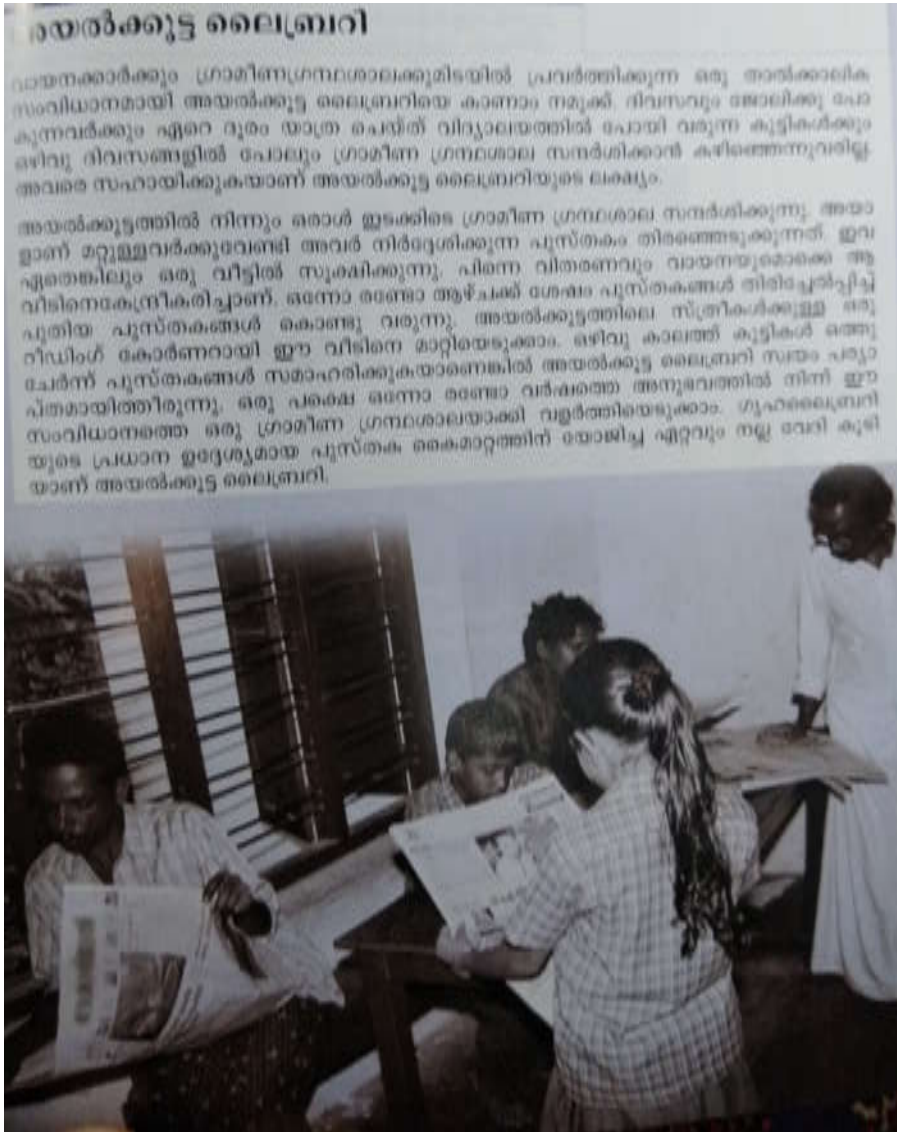 അയൽക്കൂട്ട ലൈബ്രറി
വായനക്കാർക്കും ഗ്രാമീണഗ്രന്ഥശാലക്കുമിടയിൽ പ്രവർത്തിക്കുന്ന ഒരു താൽക്കാലിക
സംവിധാനമായി അയൽക്കൂട്ട ലൈബ്രറിയെ കാണാം നമുക്ക്. ദിവസവും ജോലിക്കു പോ
കുന്നവർക്കും ഏറെ ദൂരം യാത്ര ചെയ്ത് വിദ്യാലയത്തിൽ പോയി വരുന്ന കുട്ടികൾക്കും
ഒഴിവു ദിവസങ്ങളിൽ പോലും ഗ്രാമീണ ഗ്രന്ഥശാല സന്ദർശിക്കാൻ കഴിഞ്ഞെന്നുവരില്ല.
അവരെ സഹായിക്കുകയാണ് അയൽക്കൂട്ട ലൈബ്രറിയുടെ ലക്ഷ്യം.
അയൽക്കൂട്ടത്തിൽ നിന്നും ഒരാൾ ഇടക്കിടെ ഗ്രാമീണ ഗ്രന്ഥശാല സന്ദർശിക്കുന്നു. അയാ
ളാണ് മറ്റുള്ളവർക്കുവേണ്ടി അവർ നിർദ്ദേശിക്കുന്ന പുസ്തകം തിരഞ്ഞെടുക്കുന്നത്. ഇവ
ഏതെങ്കിലും ഒരു വീട്ടിൽ സൂക്ഷിക്കുന്നു. പിന്നെ വിതരണവും വായനയുമൊക്കെ ആ
വീടിനെകേന്ദ്രീകരിച്ചാണ്. ഒന്നോ രണ്ടോ ആഴ്ചക്ക് ശേഷം പുസ്തകങ്ങൾ തിരിച്ചേൽപ്പിച്ച്
പുതിയ പുസ്തകങ്ങൾ കൊണ്ടു വരുന്നു. അയൽക്കൂട്ടത്തിലെ സ്ത്രീകൾക്കുള്ള ഒരു
റീഡിംഗ് കോർണറായി ഈ വീടിനെ മാറ്റിയെടുക്കാം. ഒഴിവു കാലത്ത് കുട്ടികൾ ഒത്തു
ചേർന്ന് പുസ്തകങ്ങൾ സമാഹരിക്കുകയാണെങ്കിൽ അയൽക്കൂട്ട ലൈബ്രറി സ്വയം പര്യാ
പ്തമായിത്തീരുന്നു. ഒരു പക്ഷെ ഒന്നോ രണ്ടോ വർഷത്തെ അനുഭവത്തിൽ നിന്ന് ഈ
സംവിധാനത്തെ ഒരു ഗ്രാമീണ ഗ്രന്ഥശാലയാക്കി വളർത്തിയെടുക്കാം. ഗൃഹലൈബ്രറി
യുടെ പ്രധാന ഉദ്ദേശ്യമായ പുസ്തക കൈമാറ്റത്തിന് യോജിച്ച ഏറ്റവും നല്ല വേദി കൂടി
യാണ് അയൽക്കൂട്ട ലൈബ്രറി.